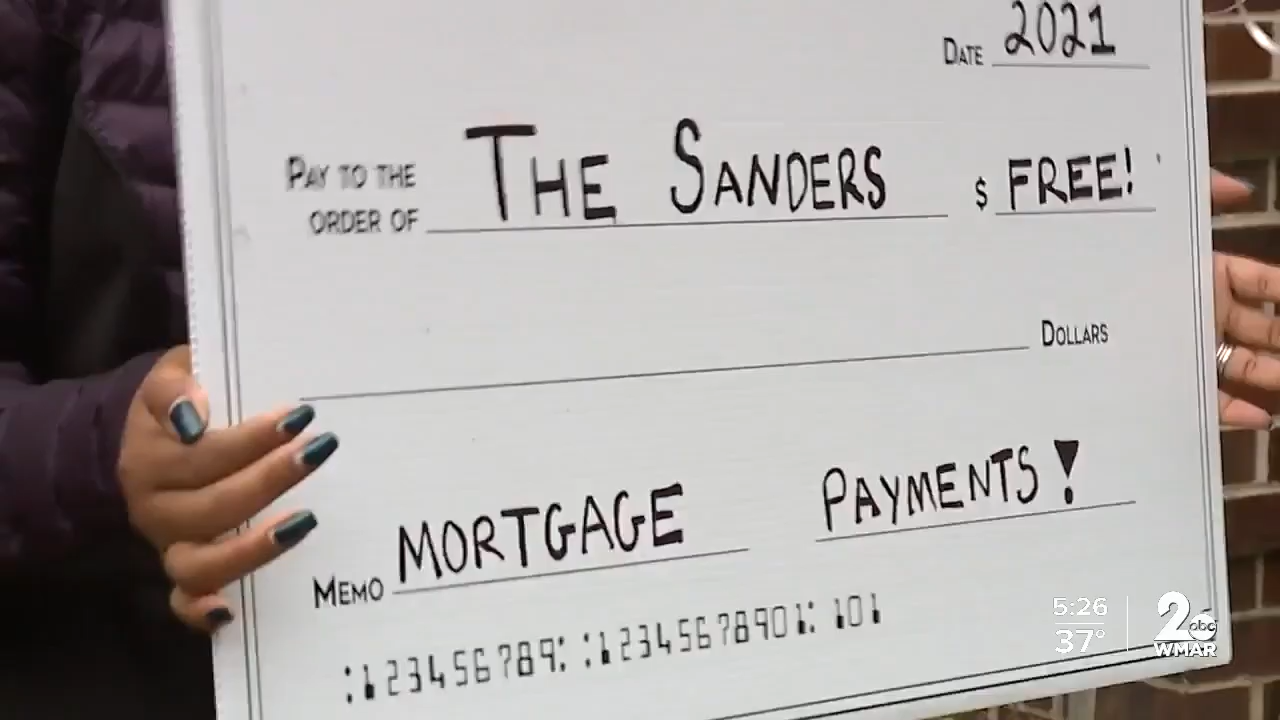 DATE 2021
PAY TO THE ORDER OF THE SANDERS $ FREE!
DOLLARS
MEMO MORTGAGE PAYMENTS!
⑆123456789⑆ ⑆12345678901⑆ 101
5:26
37°
2 abc
WMAR